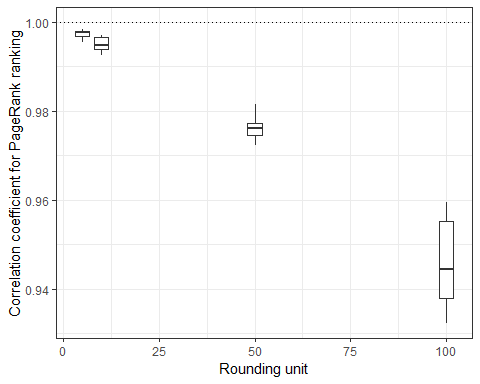 Correlation coefficient for PageRank ranking
1.00
0.98
0.96
0.94
0 25 50 75 100
Rounding unit